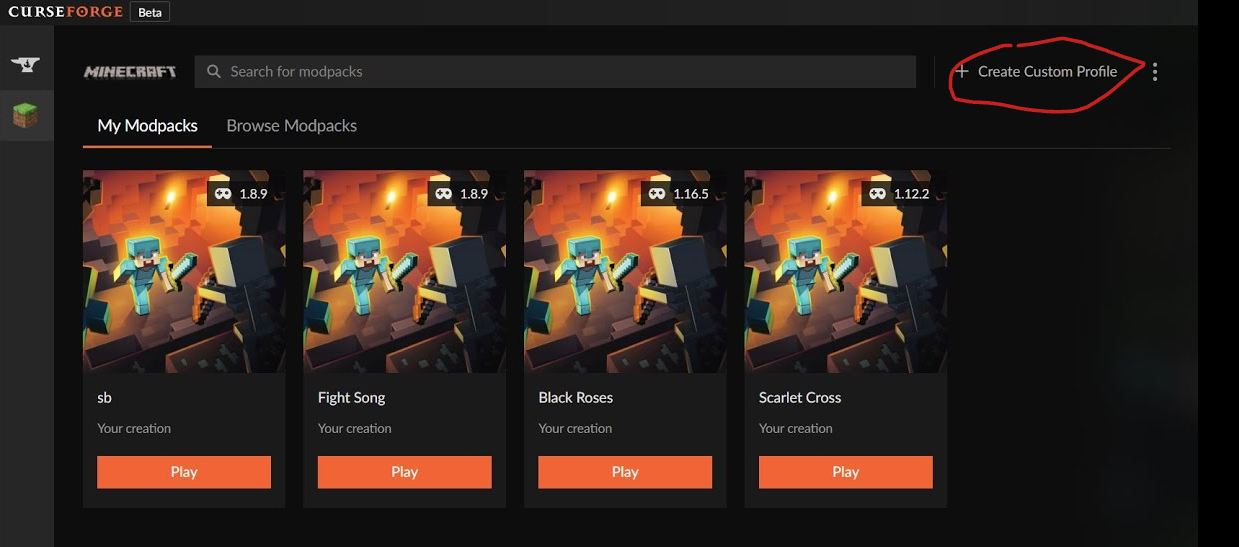 CURSEFORGE Beta
MINECRAFT Search for modpacks + Create Custom Profile
My Modpacks Browse Modpacks
1.8.9 1.8.9 1.16.5 1.12.2
sb Fight Song Black Roses Scarlet Cross
Your creation Your creation Your creation Your creation
Play Play Play Play